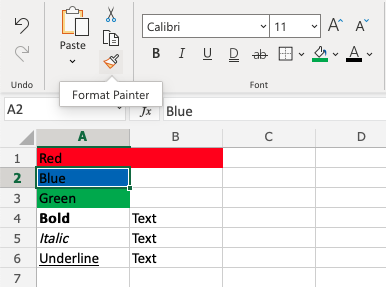 Calibri 11 A A
Paste
B I U A
Undo Font
Format Painter
A2 fx Blue
A B C D
1 Red
2 Blue
3 Green
4 Bold Text
5 Italic Text
6 Underline Text
7